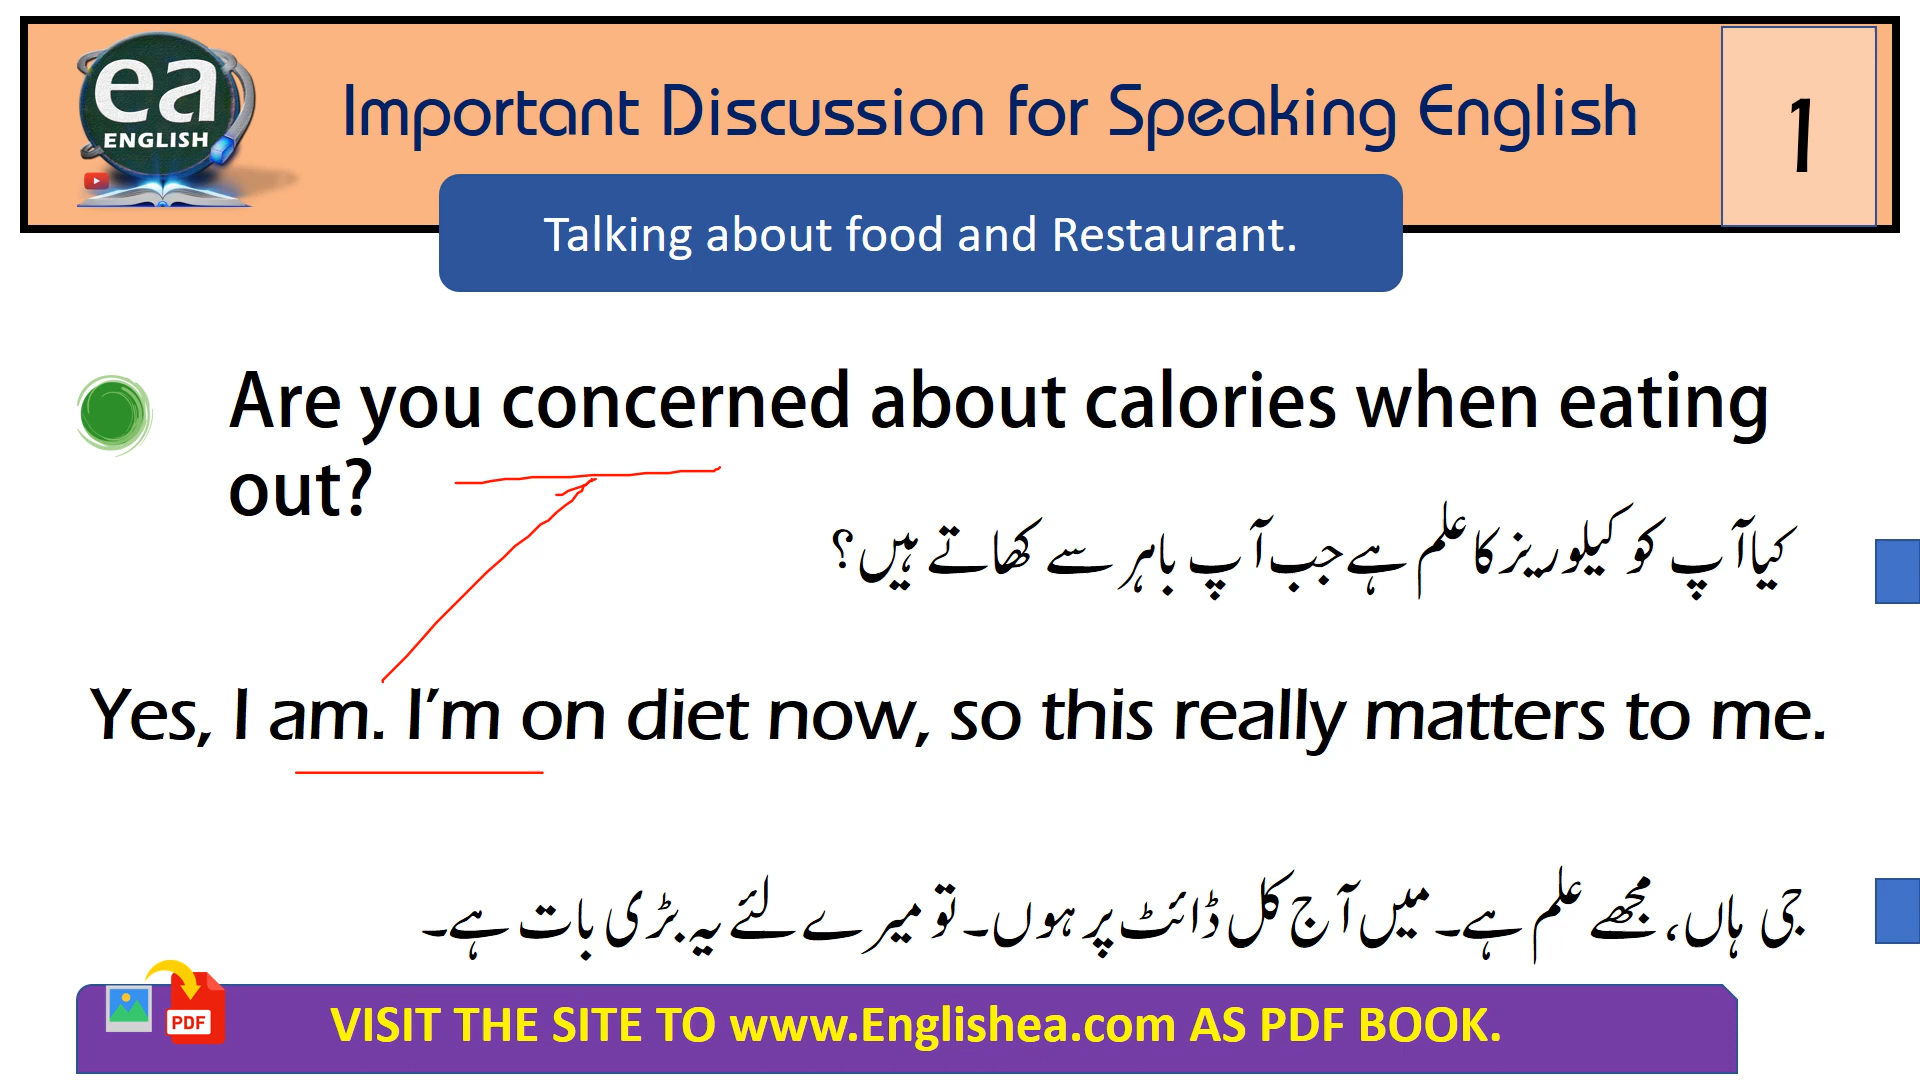 ea
ENGLISH
Important Discussion for Speaking English
1
Talking about food and Restaurant.
Are you concerned about calories when eating
out?
کیا آپ کو کیلوریز کا علم ہے جب آپ باہر سے کھاتے ہیں؟
Yes, I am. I’m on diet now, so this really matters to me.
جی ہاں، مجھے علم ہے۔ میں آج کل ڈائٹ پر ہوں۔ تو میرے لئے یہ بڑی بات ہے۔
PDF
VISIT THE SITE TO www.Englishea.com AS PDF BOOK.